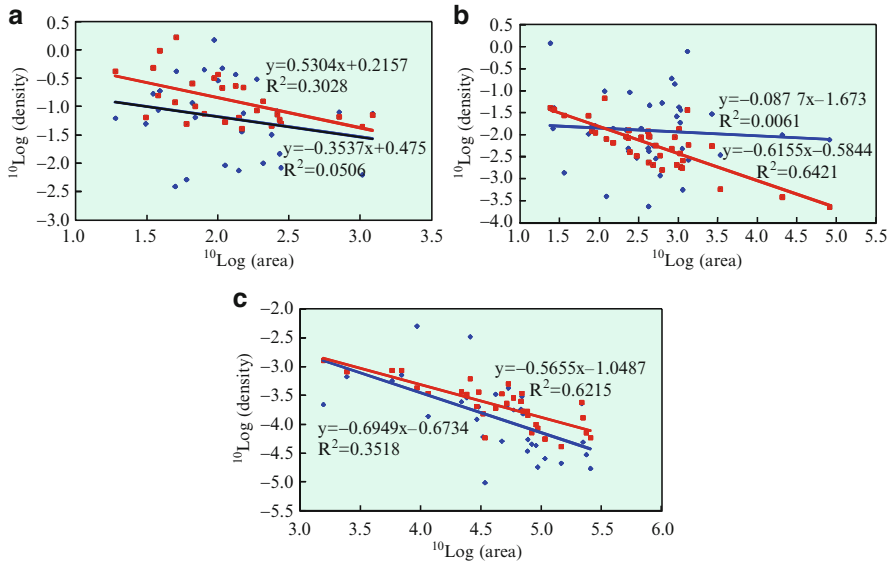 a
0.5
0.0
−0.5
−1.0
−1.5
−2.0
−2.5
−3.0
1.0
1.5
2.0
2.5
3.0
3.5
¹⁰Log (density)
¹⁰Log (area)
y=0.5304x+0.2157
R²=0.3028
y=−0.3537x+0.475
R²=0.0506
b
0.5
0.0
−0.5
−1.0
−1.5
−2.0
−2.5
−3.0
−3.5
−4.0
1.0
1.5
2.0
2.5
3.0
3.5
4.0
4.5
5.0
5.5
¹⁰Log (density)
¹⁰Log (area)
y=−0.087 7x−1.673
R²=0.0061
y=−0.6155x−0.5844
R²=0.6421
c
−2.0
−2.5
−3.0
−3.5
−4.0
−4.5
−5.0
−5.5
3.0
3.5
4.0
4.5
5.0
5.5
6.0
¹⁰Log (density)
¹⁰Log (area)
y=−0.5655x−1.0487
R²=0.6215
y=−0.6949x−0.6734
R²=0.3518